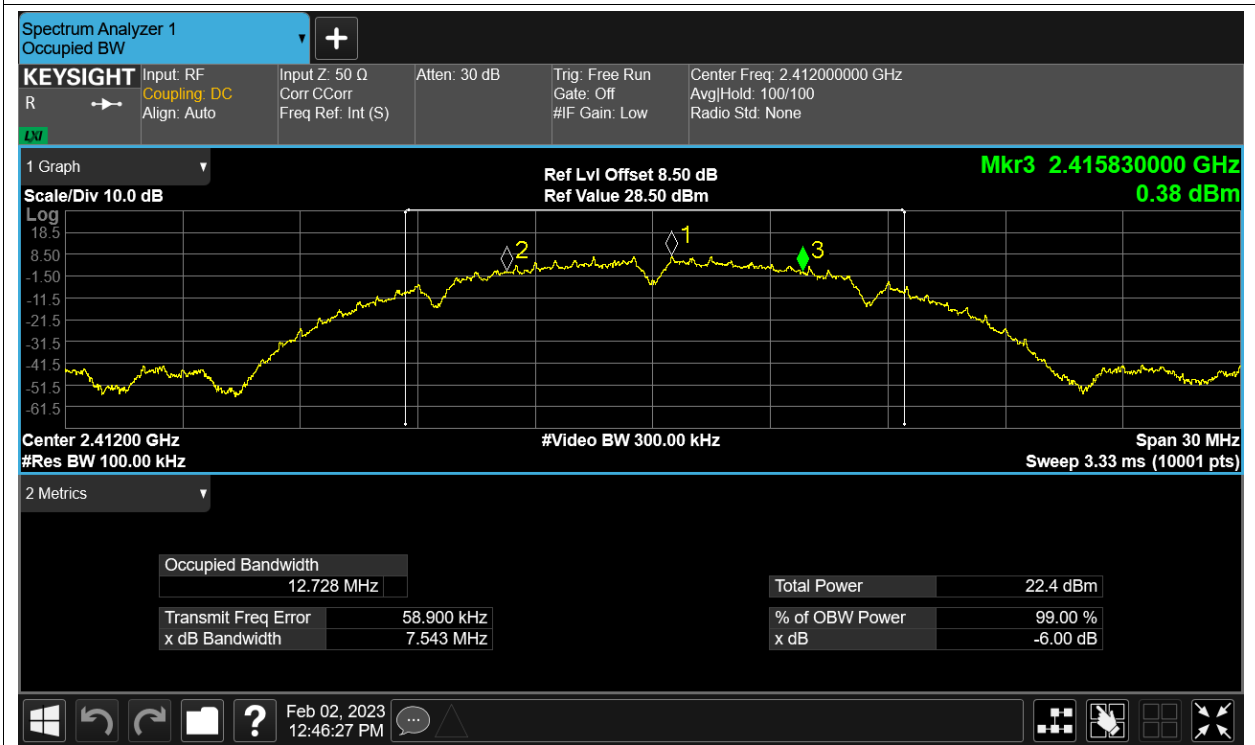 Spectrum Analyzer 1
Occupied BW
KEYSIGHT
R
LXI
Input: RF
Coupling: DC
Align: Auto
Input Z: 50 Ω
Corr CCorr
Freq Ref: Int (S)
Atten: 30 dB
Trig: Free Run
Gate: Off
#IF Gain: Low
Center Freq: 2.412000000 GHz
Avg|Hold: 100/100
Radio Std: None
1 Graph
Scale/Div 10.0 dB
Ref Lvl Offset 8.50 dB
Ref Value 28.50 dBm
Mkr3 2.415830000 GHz
0.38 dBm
Log
18.5
8.50
-1.50
-11.5
-21.5
-31.5
-41.5
-51.5
-61.5
2
1
3
Center 2.41200 GHz
#Res BW 100.00 kHz
#Video BW 300.00 kHz
Span 30 MHz
Sweep 3.33 ms (10001 pts)
2 Metrics
Occupied Bandwidth
12.728 MHz
Transmit Freq Error 58.900 kHz
x dB Bandwidth 7.543 MHz
Total Power 22.4 dBm
% of OBW Power 99.00 %
x dB -6.00 dB
?
Feb 02, 2023
12:46:27 PM